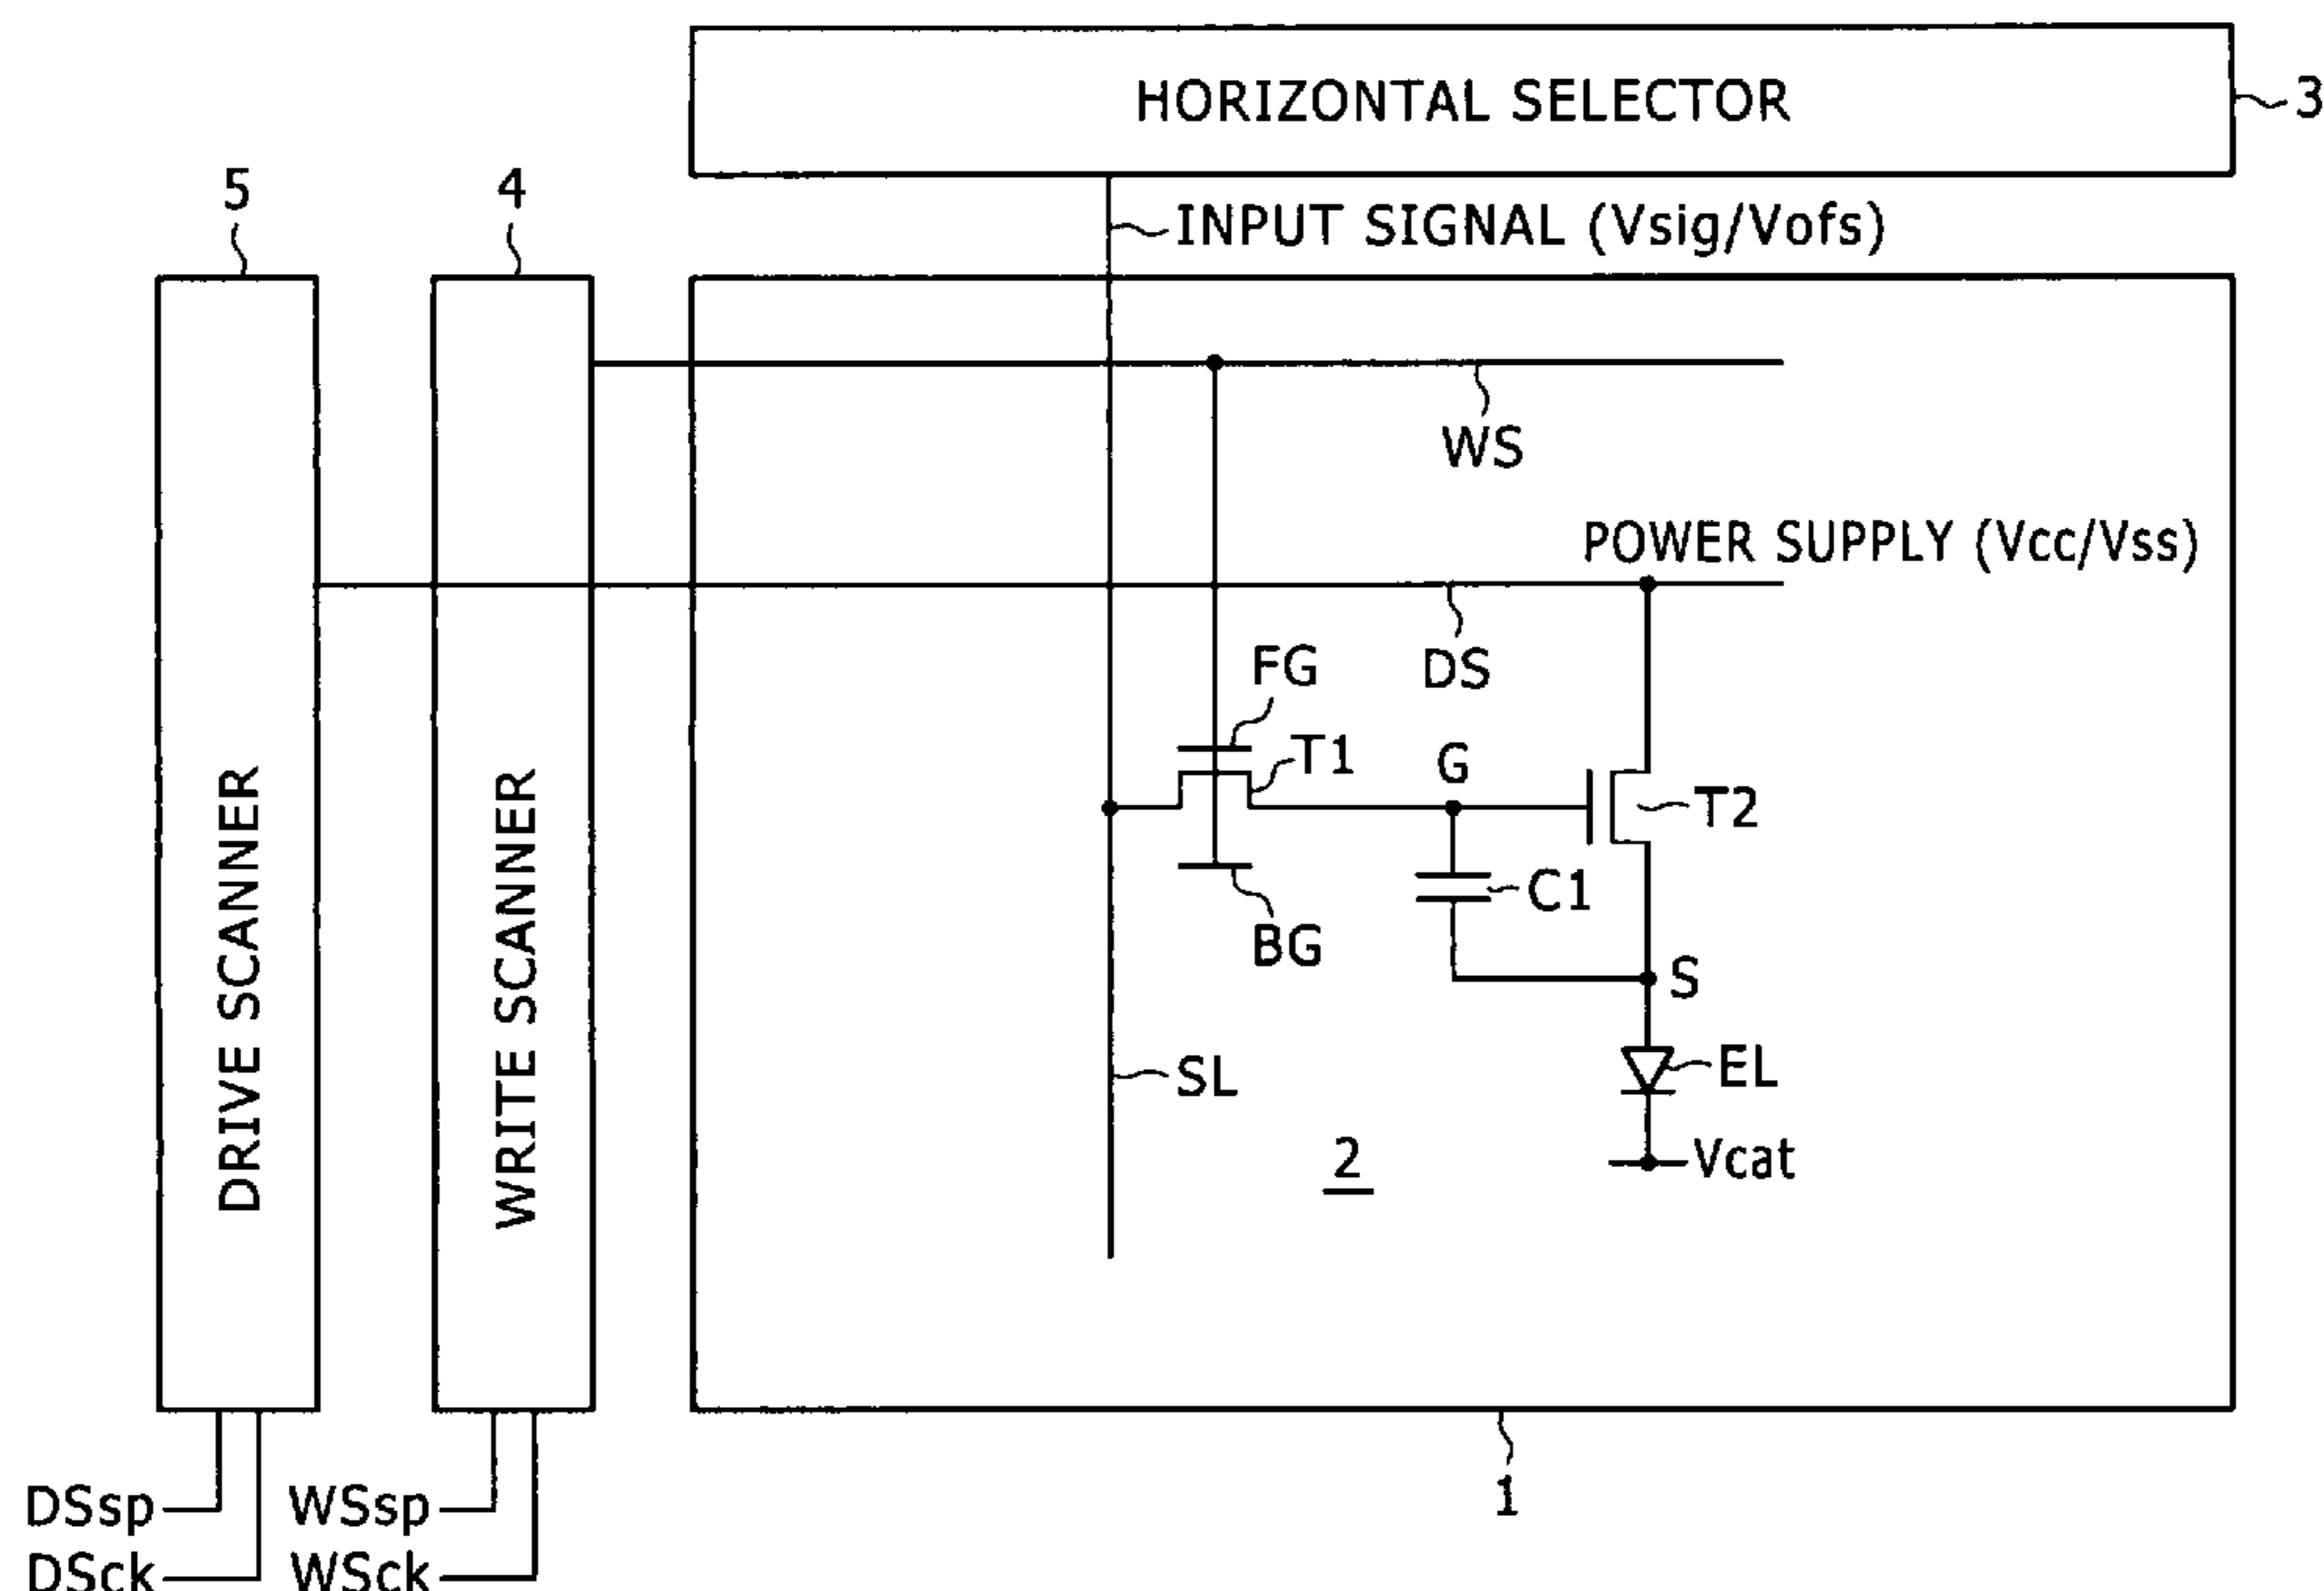 HORIZONTAL SELECTOR
3
5
4
INPUT SIGNAL (Vsig/Vofs)
WS
POWER SUPPLY (Vcc/Vss)
DS
FG
T1
G
T2
C1
BG
S
SL
EL
2
Vcat
DRIVE SCANNER
WRITE SCANNER
1
DSsp
WSsp
DSck
WSck